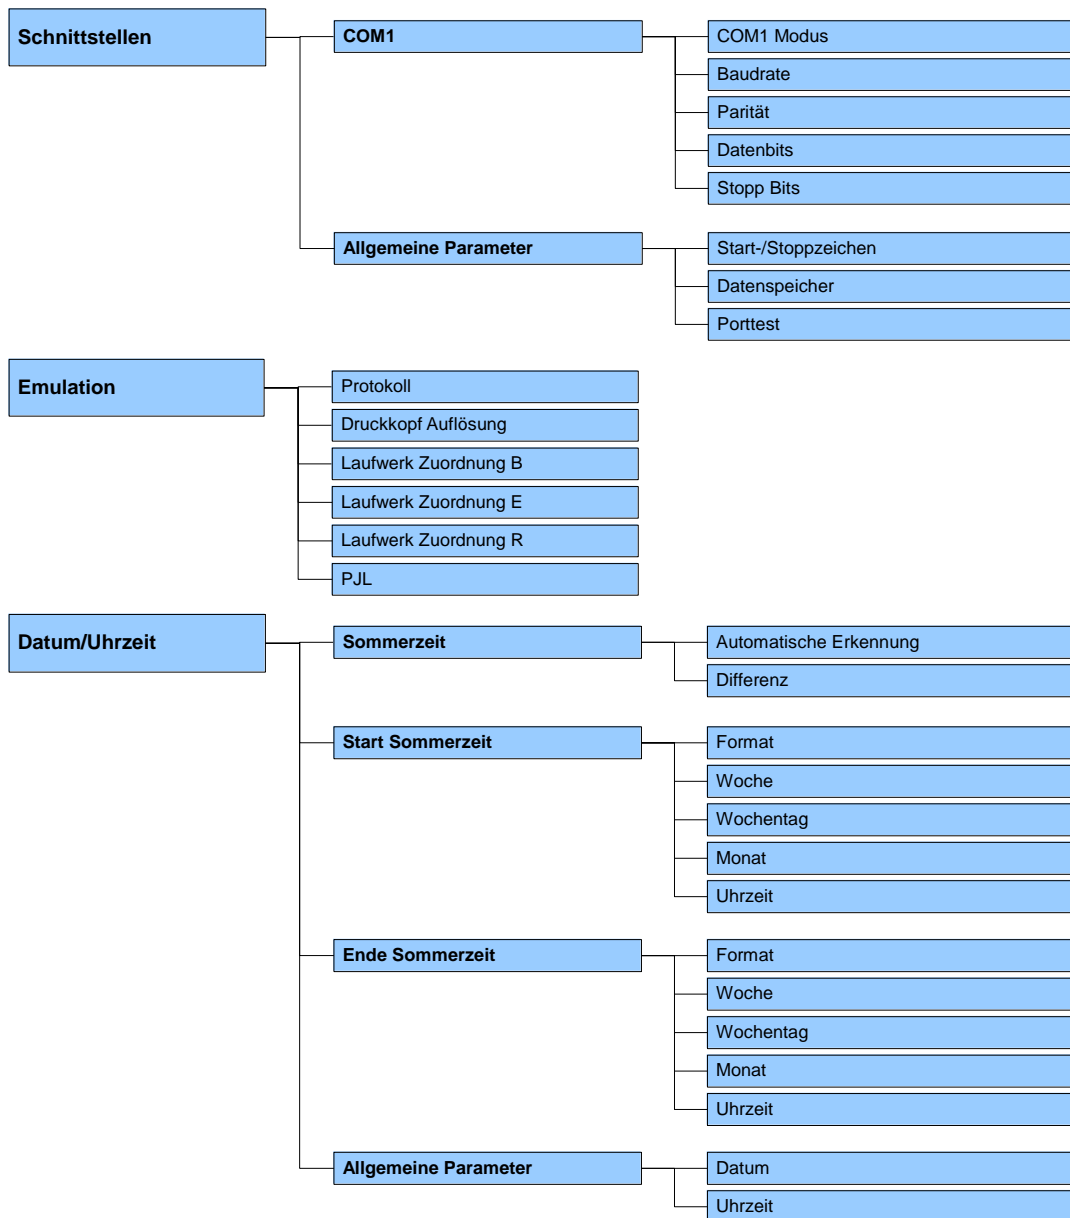 Schnittstellen
COM1
COM1 Modus
Baudrate
Parität
Datenbits
Stopp Bits
Allgemeine Parameter
Start-/Stoppzeichen
Datenspeicher
Porttest
Emulation
Protokoll
Druckkopf Auflösung
Laufwerk Zuordnung B
Laufwerk Zuordnung E
Laufwerk Zuordnung R
PJL
Datum/Uhrzeit
Sommerzeit
Automatische Erkennung
Differenz
Start Sommerzeit
Format
Woche
Wochentag
Monat
Uhrzeit
Ende Sommerzeit
Format
Woche
Wochentag
Monat
Uhrzeit
Allgemeine Parameter
Datum
Uhrzeit